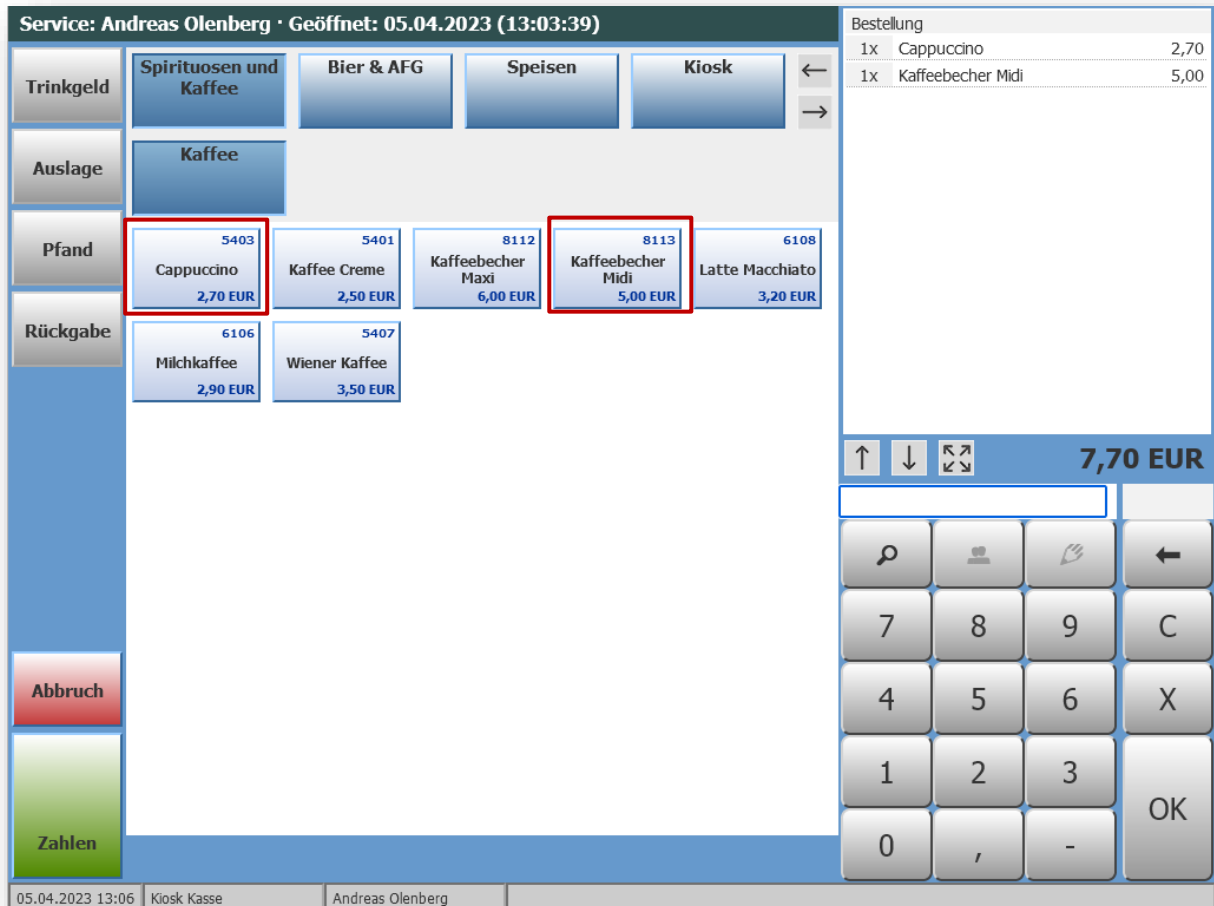 Service: Andreas Olenberg · Geöffnet: 05.04.2023 (13:03:39)
Trinkgeld
Auslage
Pfand
Rückgabe
Abbruch
Zahlen
Spirituosen und
Kaffee
Bier & AFG
Speisen
Kiosk
←
→
Kaffee
5403
Cappuccino
2,70 EUR
5401
Kaffee Creme
2,50 EUR
8112
Kaffeebecher
Maxi
6,00 EUR
8113
Kaffeebecher
Midi
5,00 EUR
6108
Latte Macchiato
3,20 EUR
6106
Milchkaffee
2,90 EUR
5407
Wiener Kaffee
3,50 EUR
Bestellung
1x Cappuccino 2,70
1x Kaffeebecher Midi 5,00
↑ ↓ 7,70 EUR
←
7 8 9 C
4 5 6 X
1 2 3
OK
0 , -
05.04.2023 13:06 Kiosk Kasse Andreas Olenberg